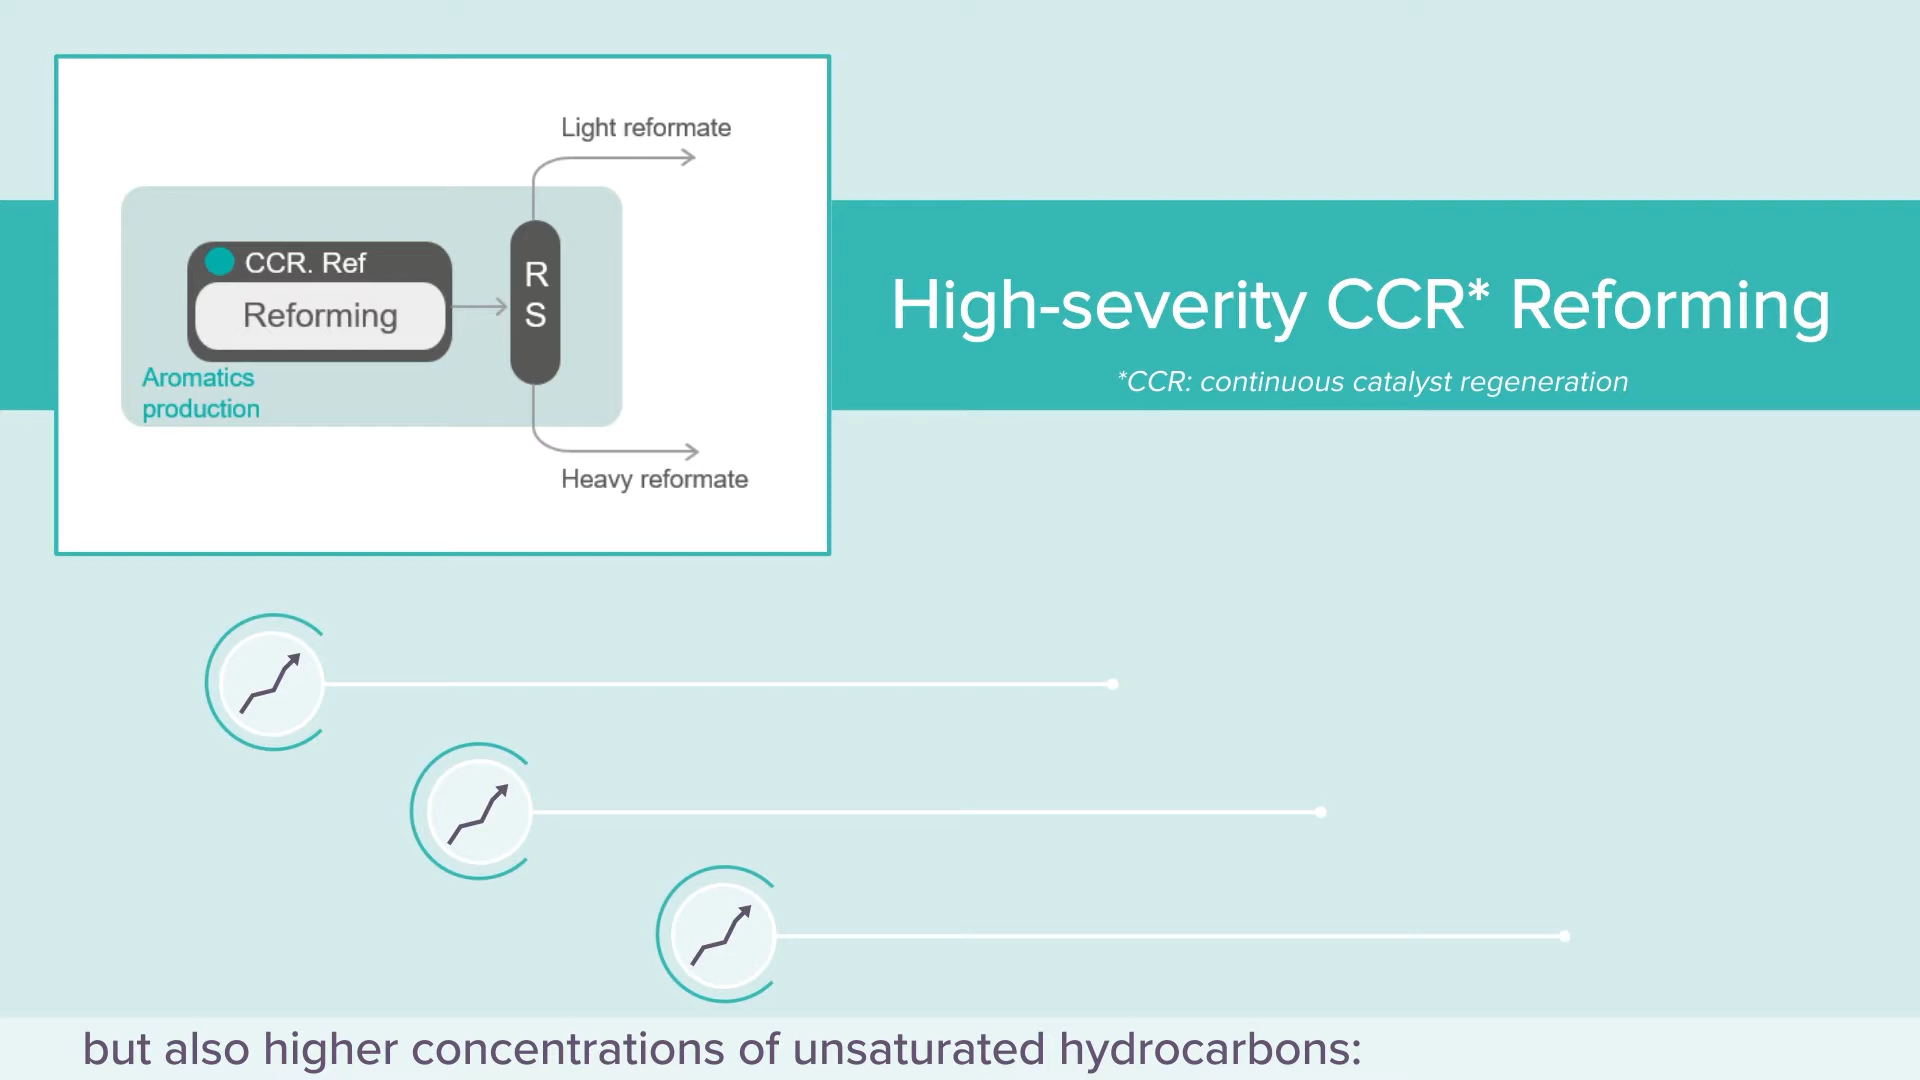 Light reformate
CCR. Ref
Reforming
R
S
Aromatics
production
Heavy reformate
High-severity CCR* Reforming
*CCR: continuous catalyst regeneration
but also higher concentrations of unsaturated hydrocarbons: